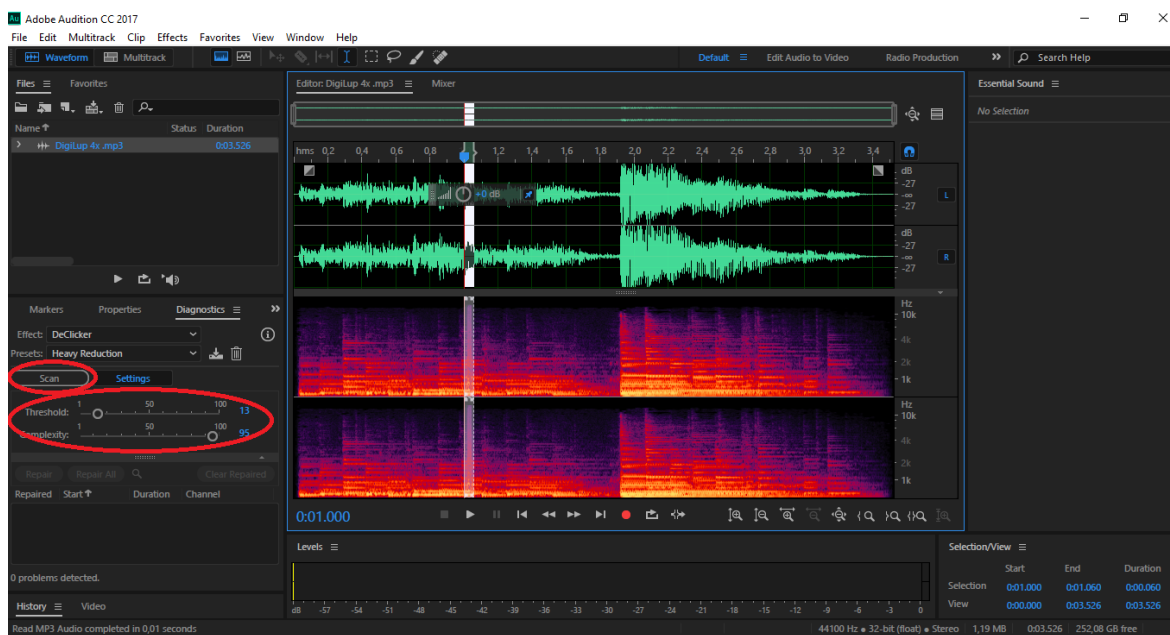 Au Adobe Audition CC 2017
File Edit Multitrack Clip Effects Favorites View Window Help
Waveform Multitrack Default Edit Audio to Video Radio Production Search Help
Files Favorites
Name Status Duration
DigiLup 4x .mp3 0:03.526
Editor: DigiLup 4x .mp3 Mixer
hms 0,2 0,4 0,6 0,8 1,2 1,4 1,6 1,8 2,0 2,2 2,4 2,6 2,8 3,0 3,2 3,4
dB
-27
-∞
-27
L
+0 dB
dB
-27
-∞
-27
R
Hz
10k
4k
2k
1k
Hz
10k
4k
2k
1k
0:01.000
Essential Sound
No Selection
Markers Properties Diagnostics
Effect: DeClicker
Presets: Heavy Reduction
Scan Settings
Threshold: 1 50 100 13
Complexity: 1 50 100 95
Repair Repair All Clear Repaired
Repaired Start Duration Channel
0 problems detected.
History Video
Levels
dB -57 -54 -51 -48 -45 -42 -39 -36 -33 -30 -27 -24 -21 -18 -15 -12 -9 -6 -3 0
Selection/View
Start End Duration
Selection 0:01.000 0:01.060 0:00.060
View 0:00.000 0:03.526 0:03.526
Read MP3 Audio completed in 0,01 seconds
44100 Hz ● 32-bit (float) ● Stereo 1,19 MB 0:03.526 252,08 GB free